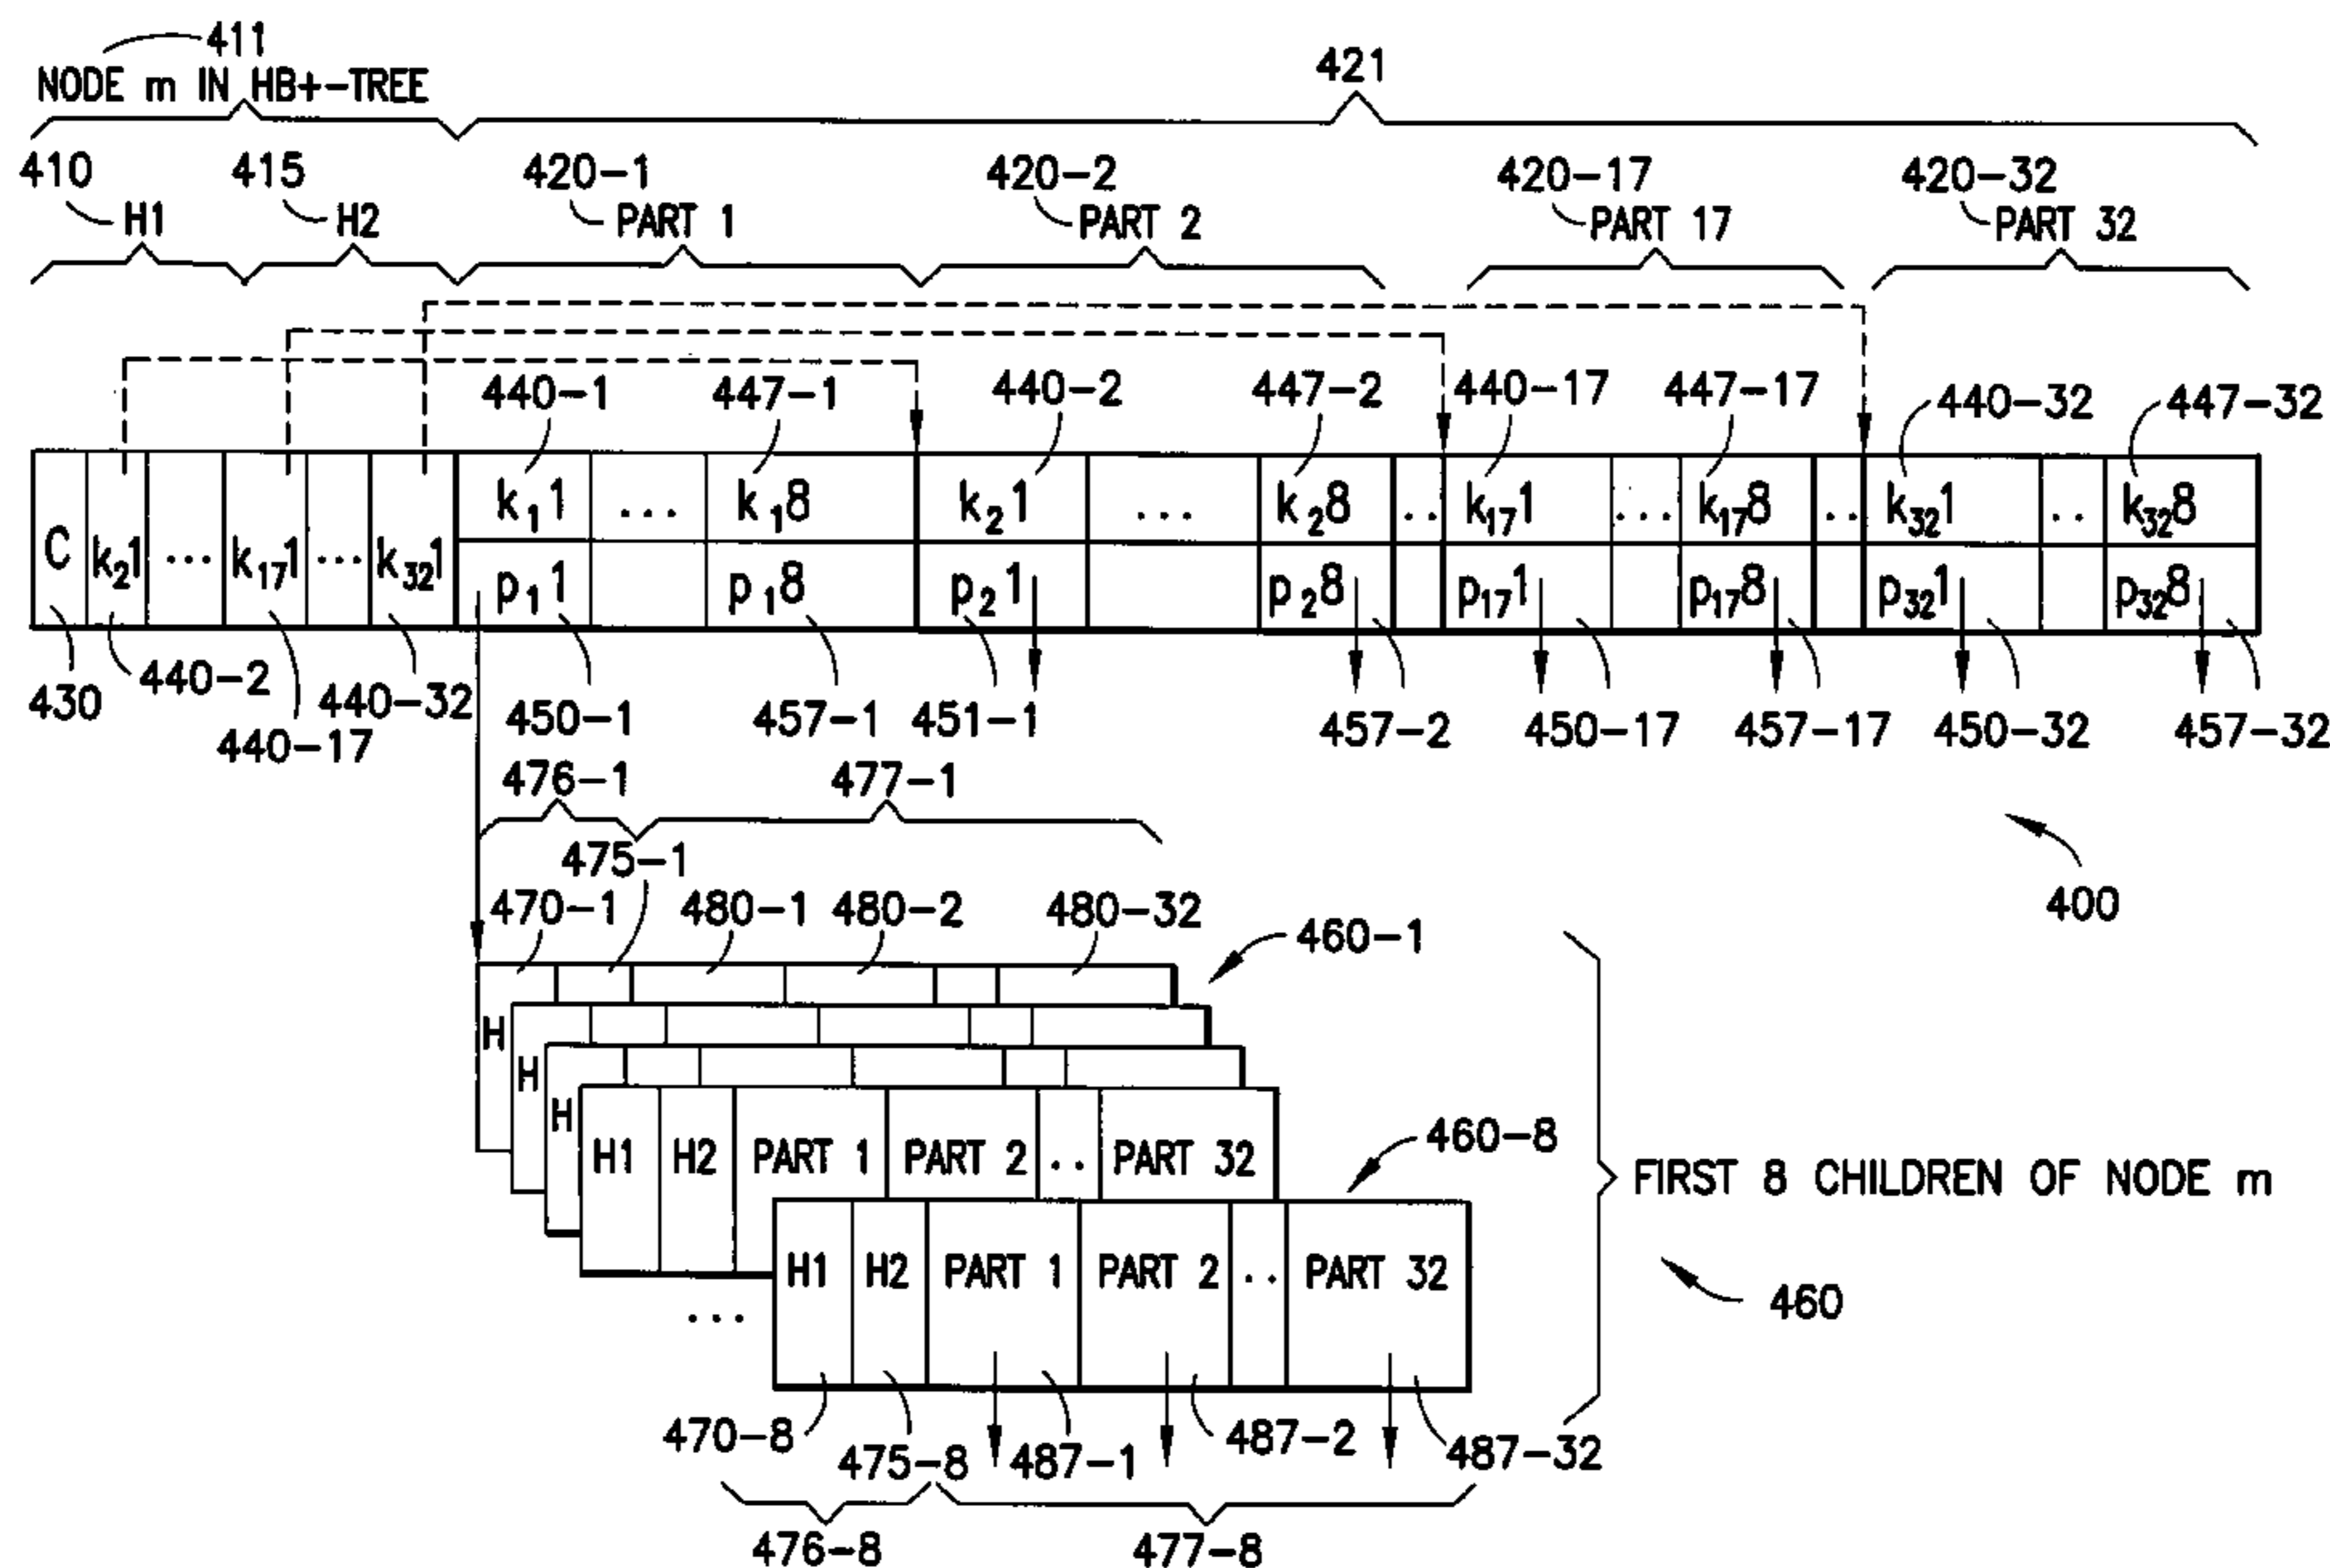 411
NODE m IN HB+-TREE
421
410 415 420-1 420-2 420-17 420-32
H1 H2 PART 1 PART 2 PART 17 PART 32
440-1 447-1 440-2 447-2 440-17 447-17 440-32 447-32
C k₂1 ... k₁₇1 ... k₃₂1 k₁1 ... k₁8 k₂1 ... k₂8 .. k₁₇1 ... k₁₇8 .. k₃₂1 .. k₃₂8
p₁1 p₁8 p₂1 p₂8 p₁₇1 p₁₇8 p₃₂1 p₃₂8
430 440-2 440-17 440-32 450-1 457-1 451-1 457-2 450-17 457-17 450-32 457-32
476-1 477-1
475-1
470-1 480-1 480-2 480-32
460-1
400
H
H
H
H1 H2 PART 1 PART 2 .. PART 32
460-8
FIRST 8 CHILDREN OF NODE m
H1 H2 PART 1 PART 2 .. PART 32
460
...
470-8 475-8 487-1 487-2 487-32
476-8 477-8